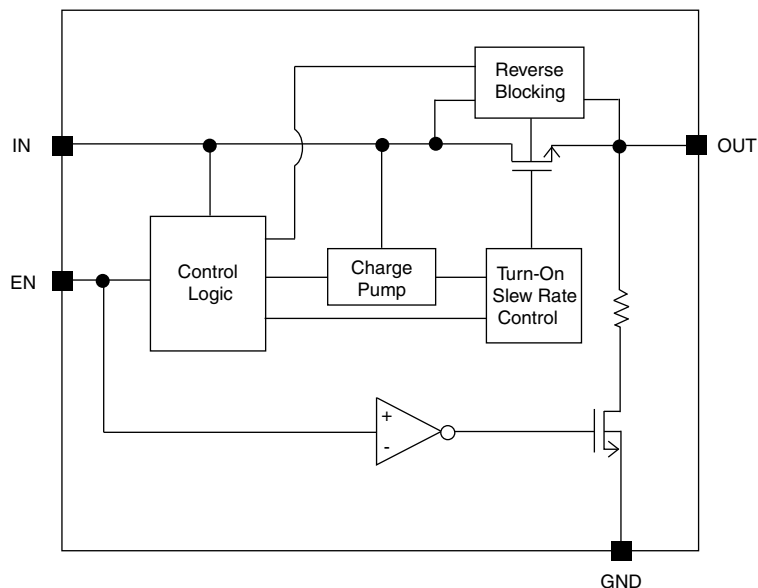 Reverse
Blocking
IN
OUT
Control
Logic
Charge
Pump
Turn-On
Slew Rate
Control
EN
+
-
GND